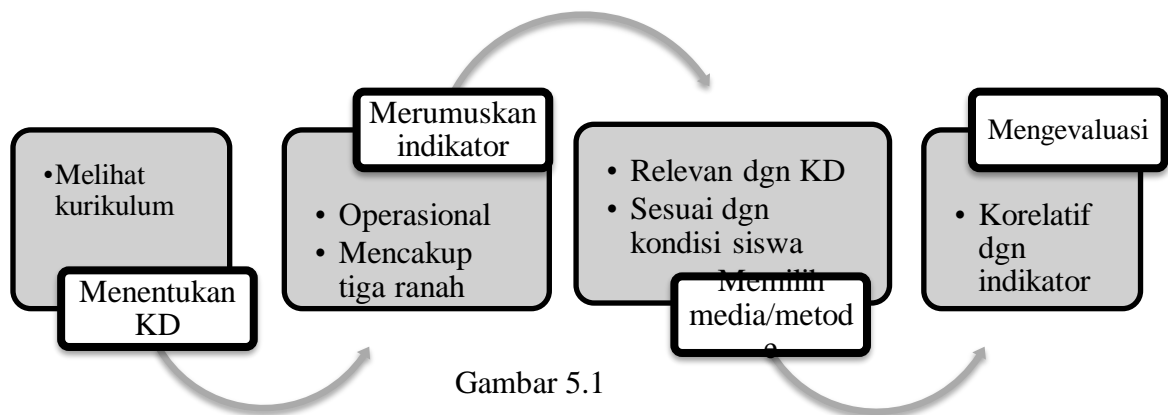 •Melihat
kurikulum
Menentukan
KD
Merumuskan
indikator
• Operasional
• Mencakup
tiga ranah
• Relevan dgn KD
• Sesuai dgn
kondisi siswa
Memilih
media/metod
e
Mengevaluasi
• Korelatif
dgn
indikator
Gambar 5.1